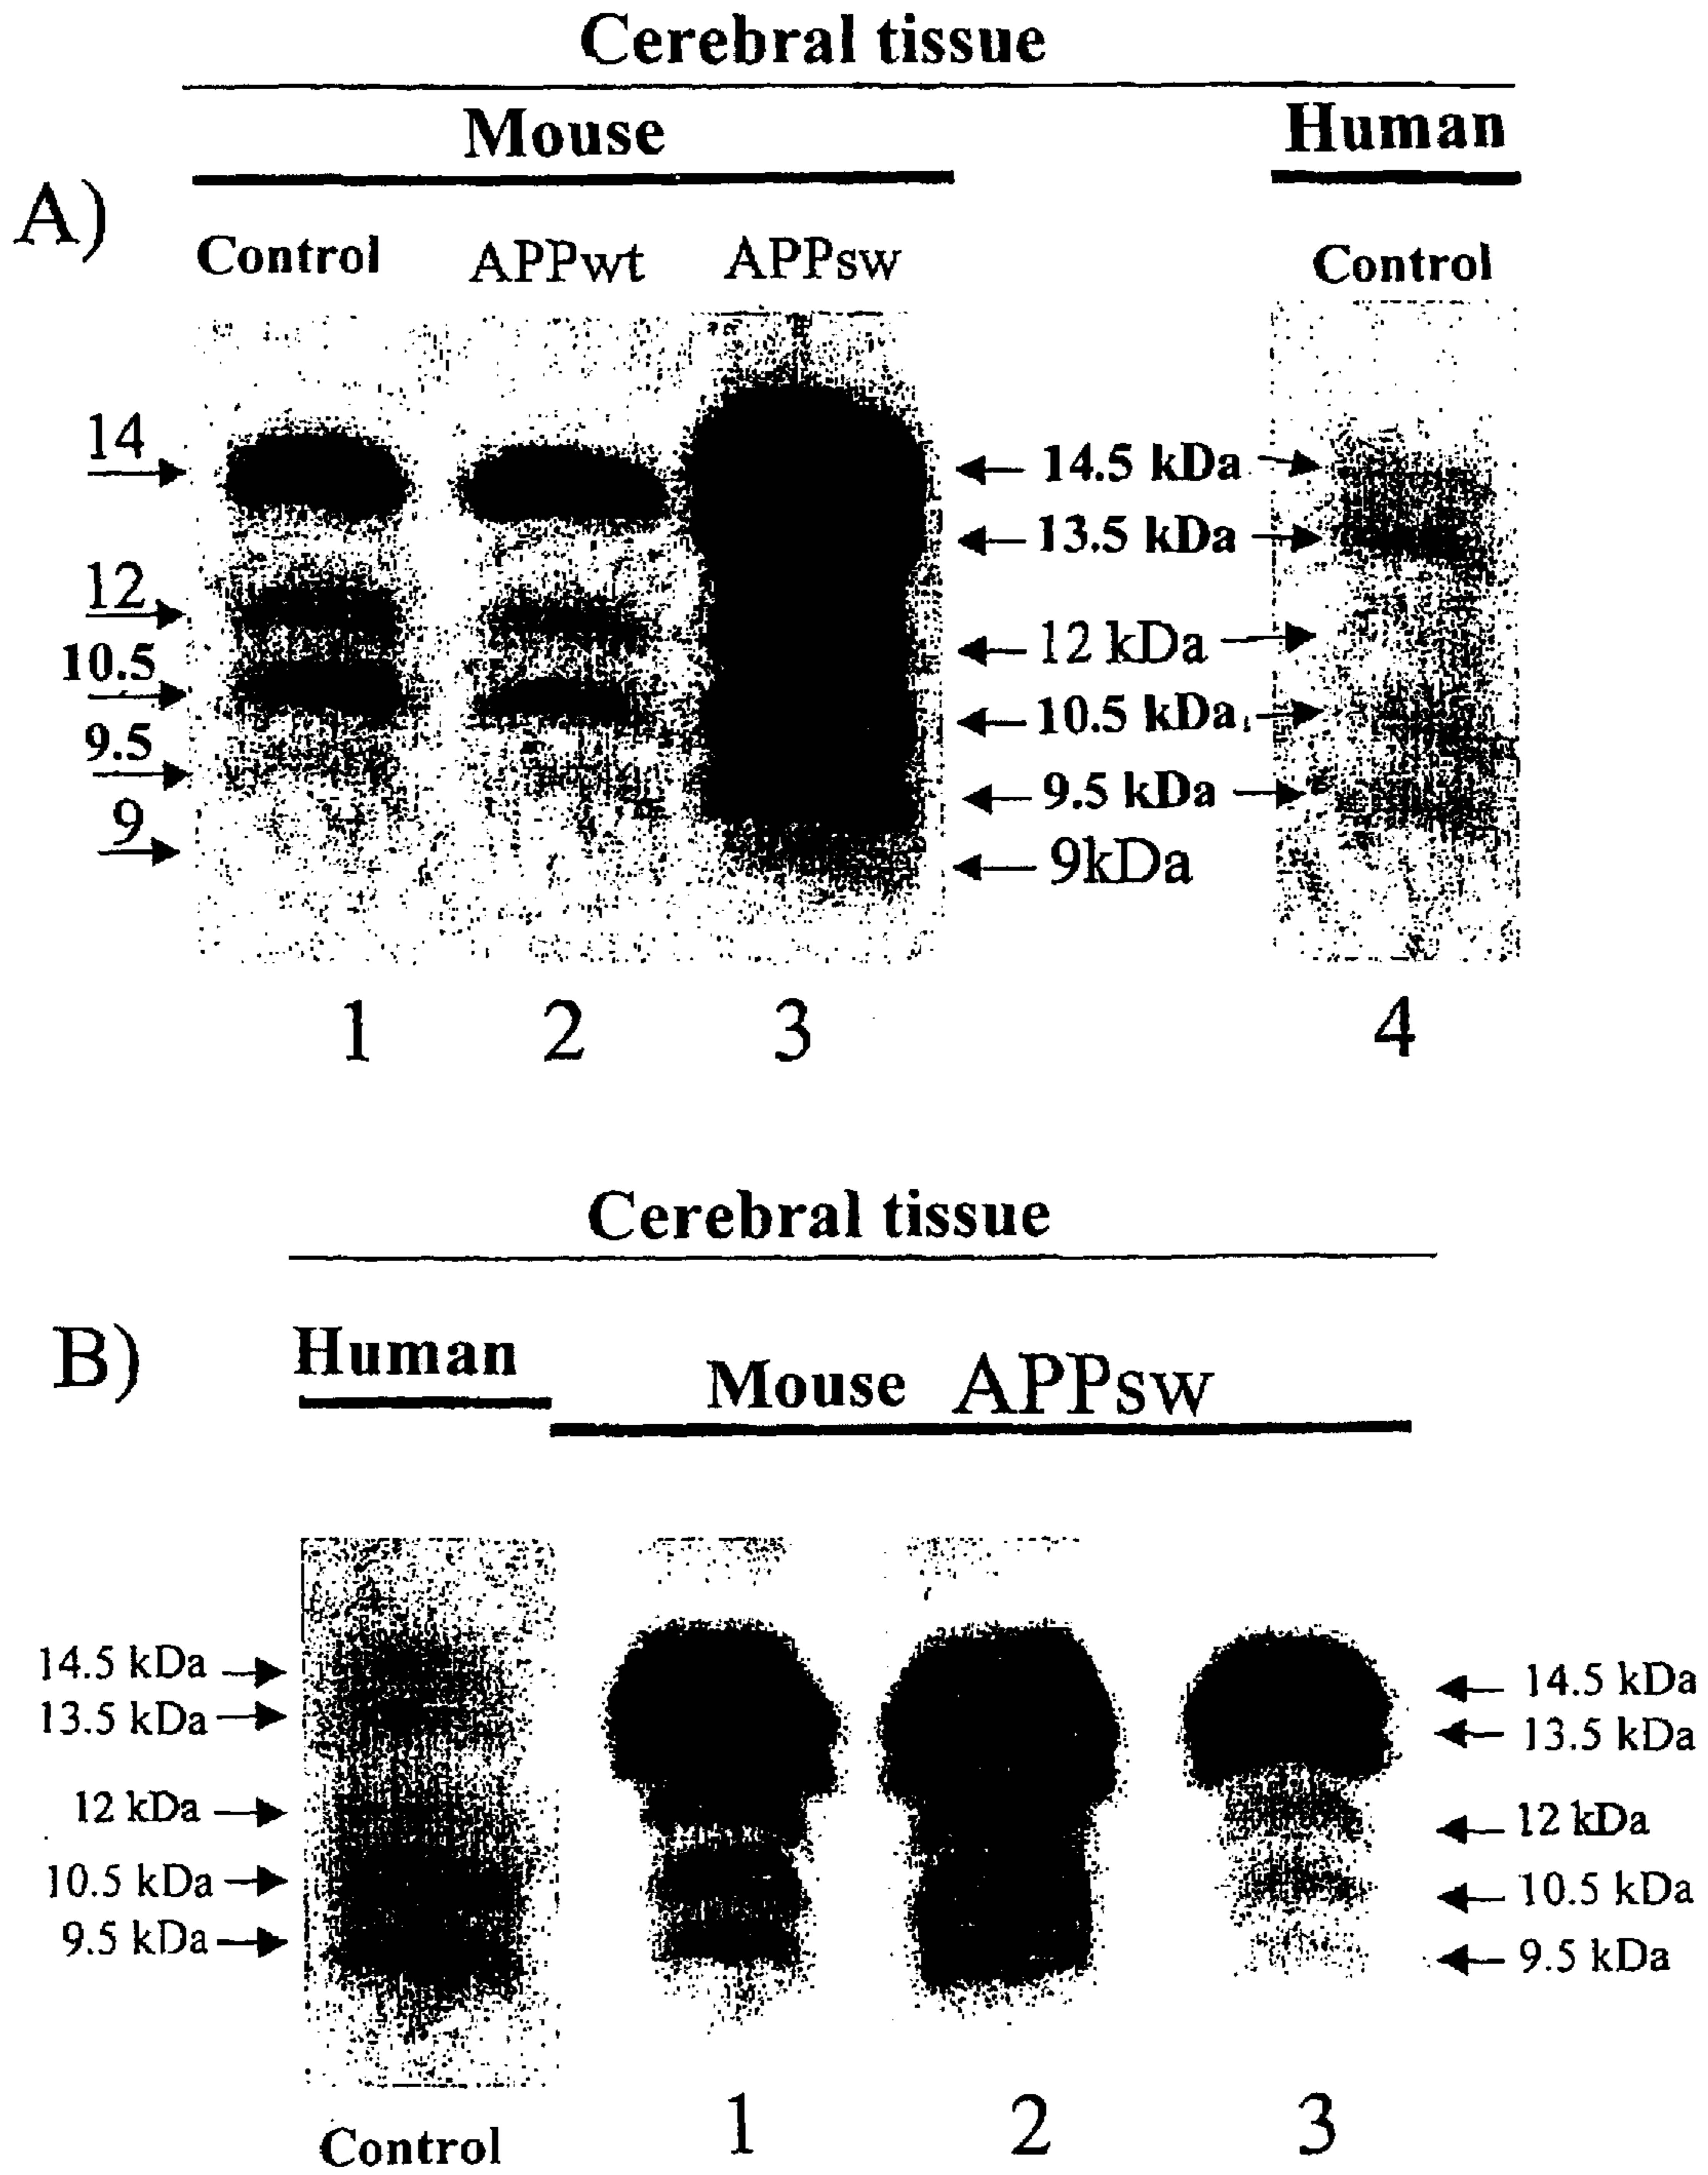 Cerebral tissue
Mouse Human
A)
Control APPwt APPsw Control
14 14.5 kDa
13.5 kDa
12 12 kDa
10.5 10.5 kDa
9.5 9.5 kDa
9 9kDa
1 2 3 4
Cerebral tissue
B) Human Mouse APPsw
14.5 kDa 14.5 kDa
13.5 kDa 13.5 kDa
12 kDa 12 kDa
10.5 kDa 10.5 kDa
9.5 kDa 9.5 kDa
Control 1 2 3